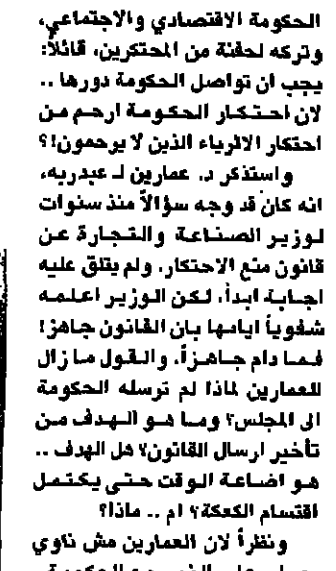 الحكومة الاقتصادي والاجتماعي،
وتركه لحفنة من المحتكرين، قائلاً:
يجب ان تواصل الحكومة دورها ..
لان احتكار الحكومة ارحم من
احتكار الاثرياء الذين لا يرحمون!؟
واستذكر د. عمارين لـ عبدربه،
انه كان قد وجه سؤالاً منذ سنوات
لوزير الصناعة والتجارة عن
قانون منع الاحتكار، ولم يتلق عليه
اجابة ابداً، لكن الوزير اعلمه
شفوياً ايامها بان القانون جاهز!
فما دام جاهزاً، والقول ما زال
للعمارين لماذا لم ترسله الحكومة
الى المجلس؟ وما هو الهدف من
تأخير ارسال القانون؟ هل الهدف ..
هو اضاعة الوقت حتى يكتمل
اقتسام الكعكة؟ ام .. ماذا؟
ونظراً لان العمارين مش ناوي